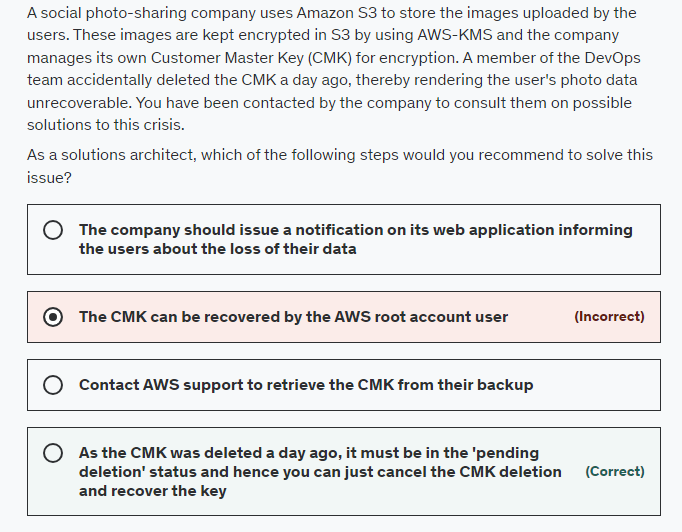 A social photo-sharing company uses Amazon S3 to store the images uploaded by the
users. These images are kept encrypted in S3 by using AWS-KMS and the company
manages its own Customer Master Key (CMK) for encryption. A member of the DevOps
team accidentally deleted the CMK a day ago, thereby rendering the user's photo data
unrecoverable. You have been contacted by the company to consult them on possible
solutions to this crisis.
As a solutions architect, which of the following steps would you recommend to solve this
issue?
The company should issue a notification on its web application informing
the users about the loss of their data
The CMK can be recovered by the AWS root account user (Incorrect)
Contact AWS support to retrieve the CMK from their backup
As the CMK was deleted a day ago, it must be in the 'pending
deletion' status and hence you can just cancel the CMK deletion (Correct)
and recover the key